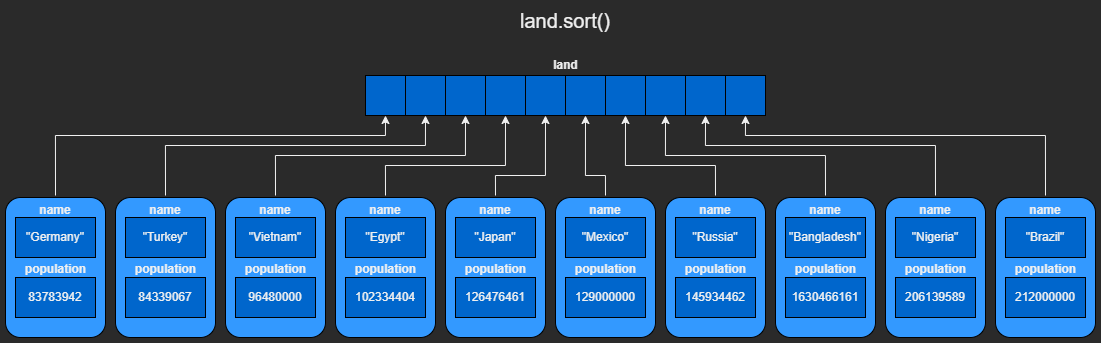 land.sort()
land
name name name name name name name name name name
"Germany" "Turkey" "Vietnam" "Egypt" "Japan" "Mexico" "Russia" "Bangladesh" "Nigeria" "Brazil"
population population population population population population population population population population
83783942 84339067 96480000 102334404 126476461 129000000 145934462 1630466161 206139589 212000000